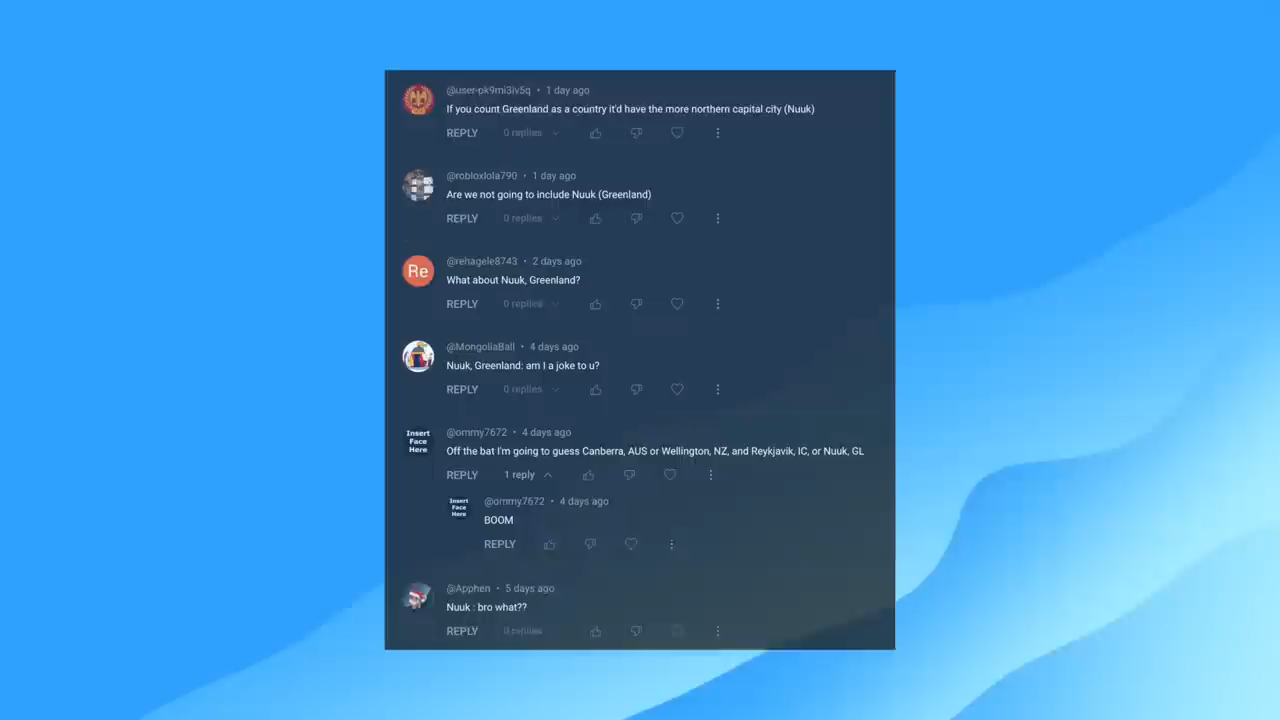 @user-pk9mi3iv5q • 1 day ago
If you count Greenland as a country it'd have the more northern capital city (Nuuk)
REPLY 0 replies
@robloxlola790 • 1 day ago
Are we not going to include Nuuk (Greenland)
REPLY 0 replies
Re
@rehagele8743 • 2 days ago
What about Nuuk, Greenland?
REPLY 0 replies
@MongoliaBall • 4 days ago
Nuuk, Greenland: am I a joke to u?
REPLY 0 replies
Insert
Face
Here
@ommy7672 • 4 days ago
Off the bat I'm going to guess Canberra, AUS or Wellington, NZ, and Reykjavik, IC, or Nuuk, GL
REPLY 1 reply
Insert
Face
Here
@ommy7672 • 4 days ago
BOOM
REPLY
@Apphen • 5 days ago
Nuuk : bro what??
REPLY 0 replies